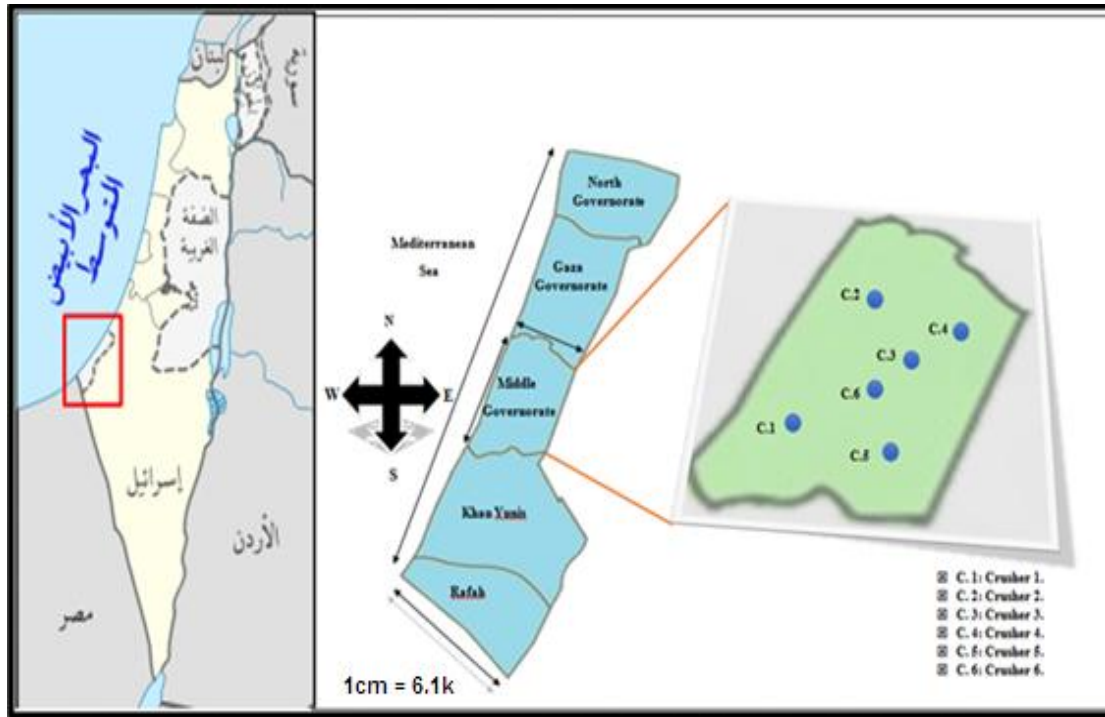 لبنان
سورية
البحر الأبيض
المتوسط
الضفة
الغربية
إسرائيل
الأردن
مصر
North
Governorate
Mediterranean
Sea
Gaza
Governorate
N
W
E
S
Middle
Governorate
Khan Yunis
Rafah
1cm = 6.1k
C.2
C.4
C.3
C.6
C.1
C.5
C. 1: Crusher 1.
C. 2: Crusher 2.
C. 3: Crusher 3.
C. 4: Crusher 4.
C. 5: Crusher 5.
C. 6: Crusher 6.